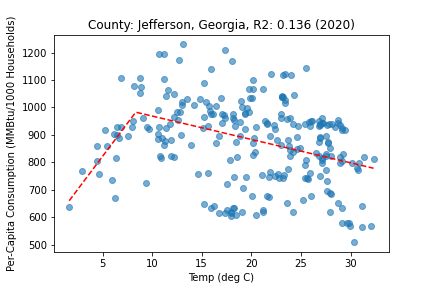 County: Jefferson, Georgia, R2: 0.136 (2020)
Per-Capita Consumption (MMBtu/1000 Households)
1200
1100
1000
900
800
700
600
500
5 10 15 20 25 30
Temp (deg C)